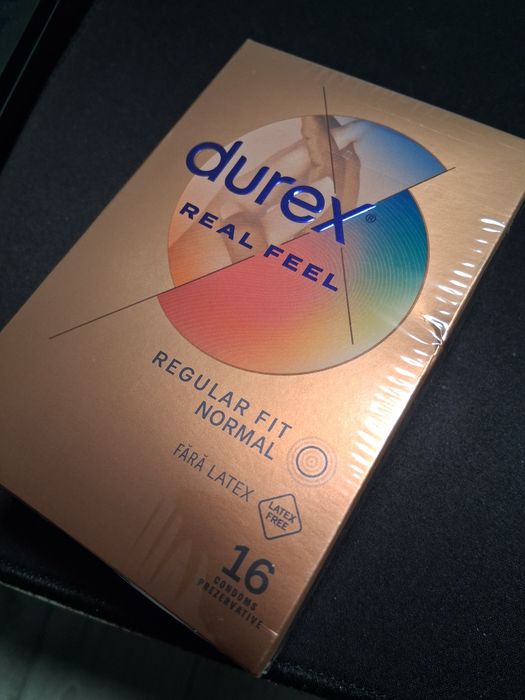 durex®
REAL FEEL
REGULAR FIT
NORMAL
FĂRĂ LATEX
LATEX
FREE
16
CONDOMS
PREZERVATIVE